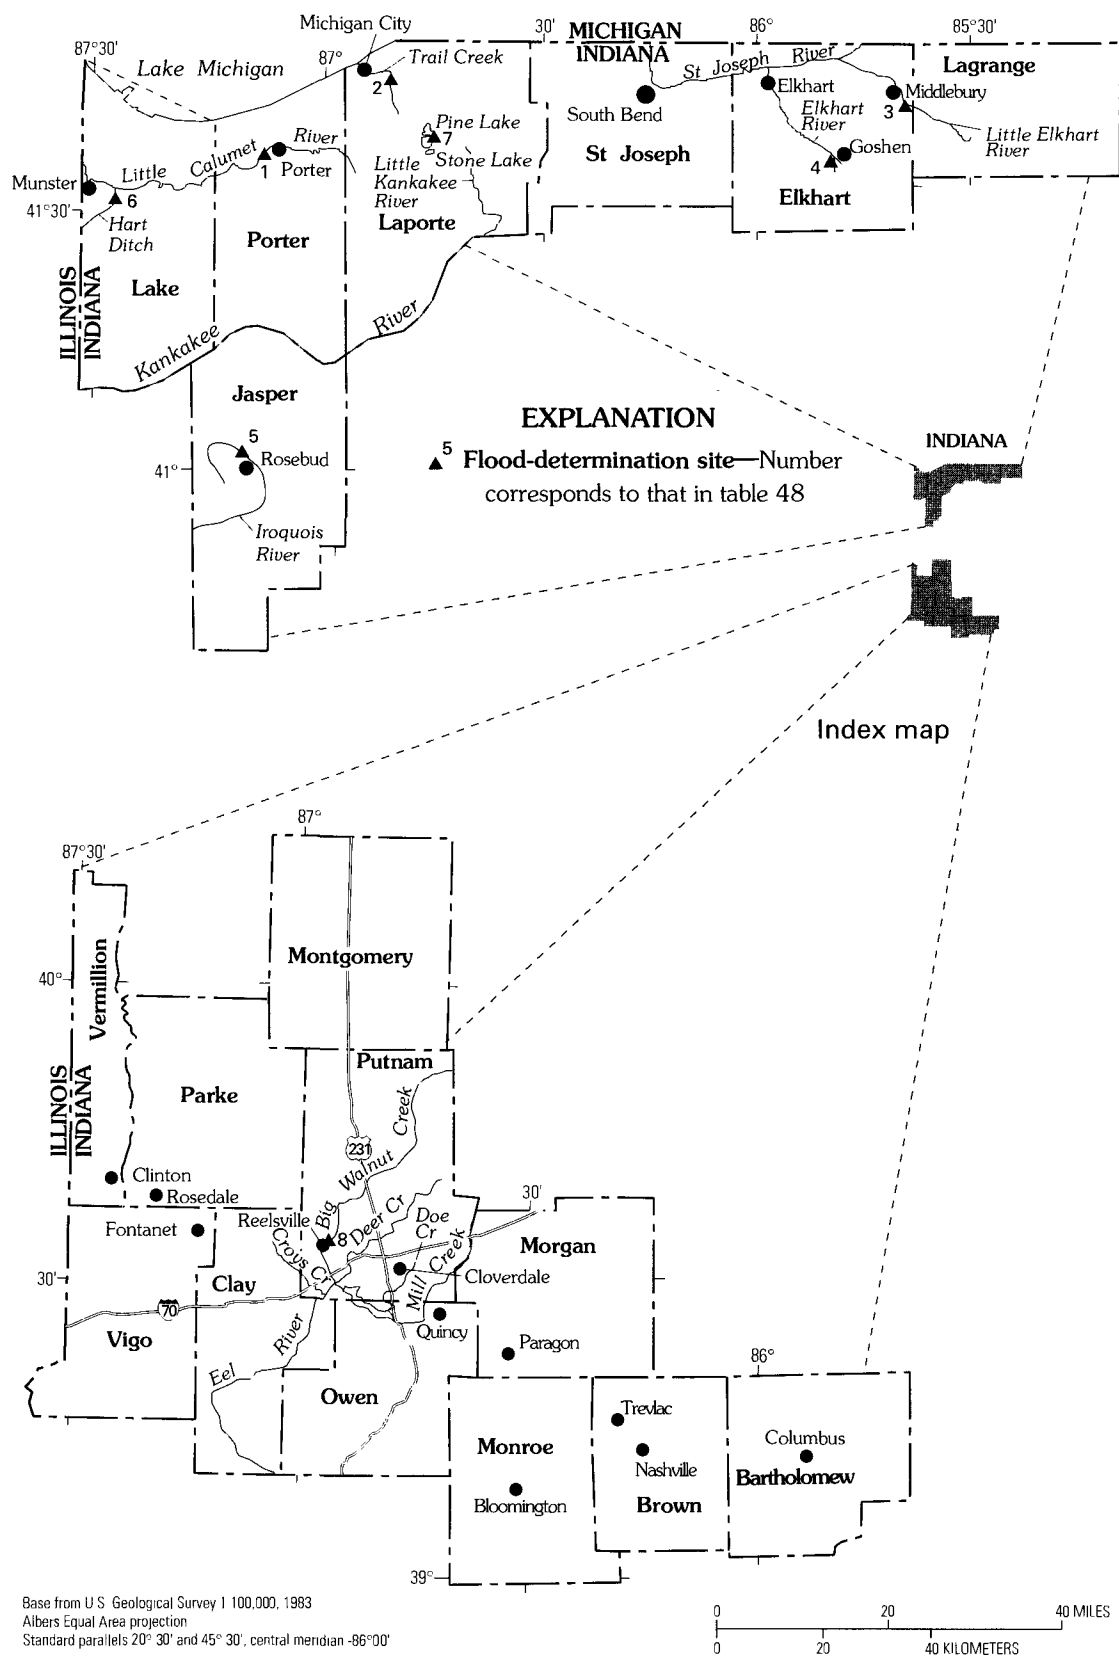 Michigan City
87°30'
87°
30'
MICHIGAN
INDIANA
86°
85°30'
Lake Michigan
Trail Creek
2
St Joseph River
Lagrange
Elkhart
Middlebury
3
South Bend
Elkhart
River
Pine Lake
7
Stone Lake
Little Elkhart
River
St Joseph
Goshen
4
Elkhart
Little Calumet River
1
Porter
Little
Kankakee
River
Laporte
Munster
6
41°30'
Hart
Ditch
Porter
Lake
ILLINOIS
INDIANA
Kankakee River
Jasper
5
Rosebud
41°
Iroquois
River
EXPLANATION
5 Flood-determination site—Number
corresponds to that in table 48
INDIANA
Index map
87°
87°30'
Montgomery
40°
Vermillion
Putnam
ILLINOIS
INDIANA
Parke
231
Big Walnut Creek
Clinton
Rosedale
30'
Fontanet
Reelsville
8
Deer Cr
Doe
Cr
Croys Cr
Mill Creek
Morgan
Cloverdale
30'
Clay
70
Vigo
Quincy
Paragon
Eel River
86°
Owen
Trevlac
Columbus
Monroe
Nashville
Bartholomew
Bloomington
Brown
39°
Base from U S Geological Survey 1 100,000, 1983
Albers Equal Area projection
Standard parallels 20° 30' and 45° 30', central meridian -86°00'
0 20 40 MILES
0 20 40 KILOMETERS